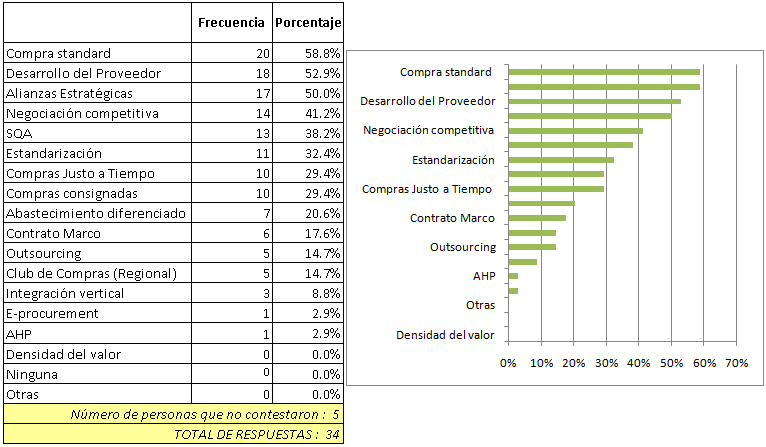 Frecuencia Porcentaje
Compra standard 20 58.8%
Desarrollo del Proveedor 18 52.9%
Alianzas Estratégicas 17 50.0%
Negociación competitiva 14 41.2%
SQA 13 38.2%
Estandarización 11 32.4%
Compras Justo a Tiempo 10 29.4%
Compras consignadas 10 29.4%
Abastecimiento diferenciado 7 20.6%
Contrato Marco 6 17.6%
Outsourcing 5 14.7%
Club de Compras (Regional) 5 14.7%
Integración vertical 3 8.8%
E-procurement 1 2.9%
AHP 1 2.9%
Densidad del valor 0 0.0%
Ninguna 0 0.0%
Otras 0 0.0%
Número de personas que no contestaron : 5
TOTAL DE RESPUESTAS : 34
Compra standard
Desarrollo del Proveedor
Negociación competitiva
Estandarización
Compras Justo a Tiempo
Contrato Marco
Outsourcing
AHP
Otras
Densidad del valor
0% 10% 20% 30% 40% 50% 60% 70%